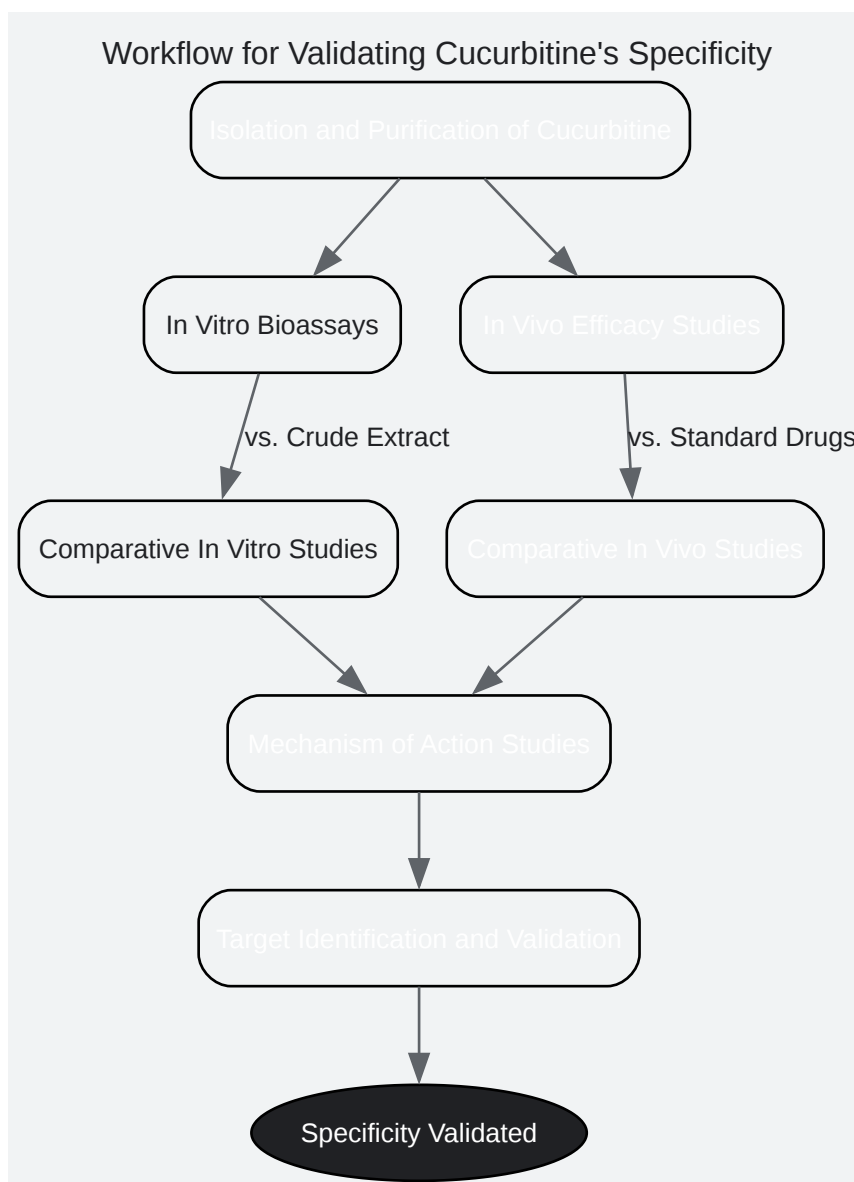 Workflow for Validating Cucurbitine's Specificity
Isolation and Purification of Cucurbitine
In Vitro Bioassays
In Vivo Efficacy Studies
vs. Crude Extract
vs. Standard Drugs
Comparative In Vitro Studies
Comparative In Vivo Studies
Mechanism of Action Studies
Target Identification and Validation
Specificity Validated